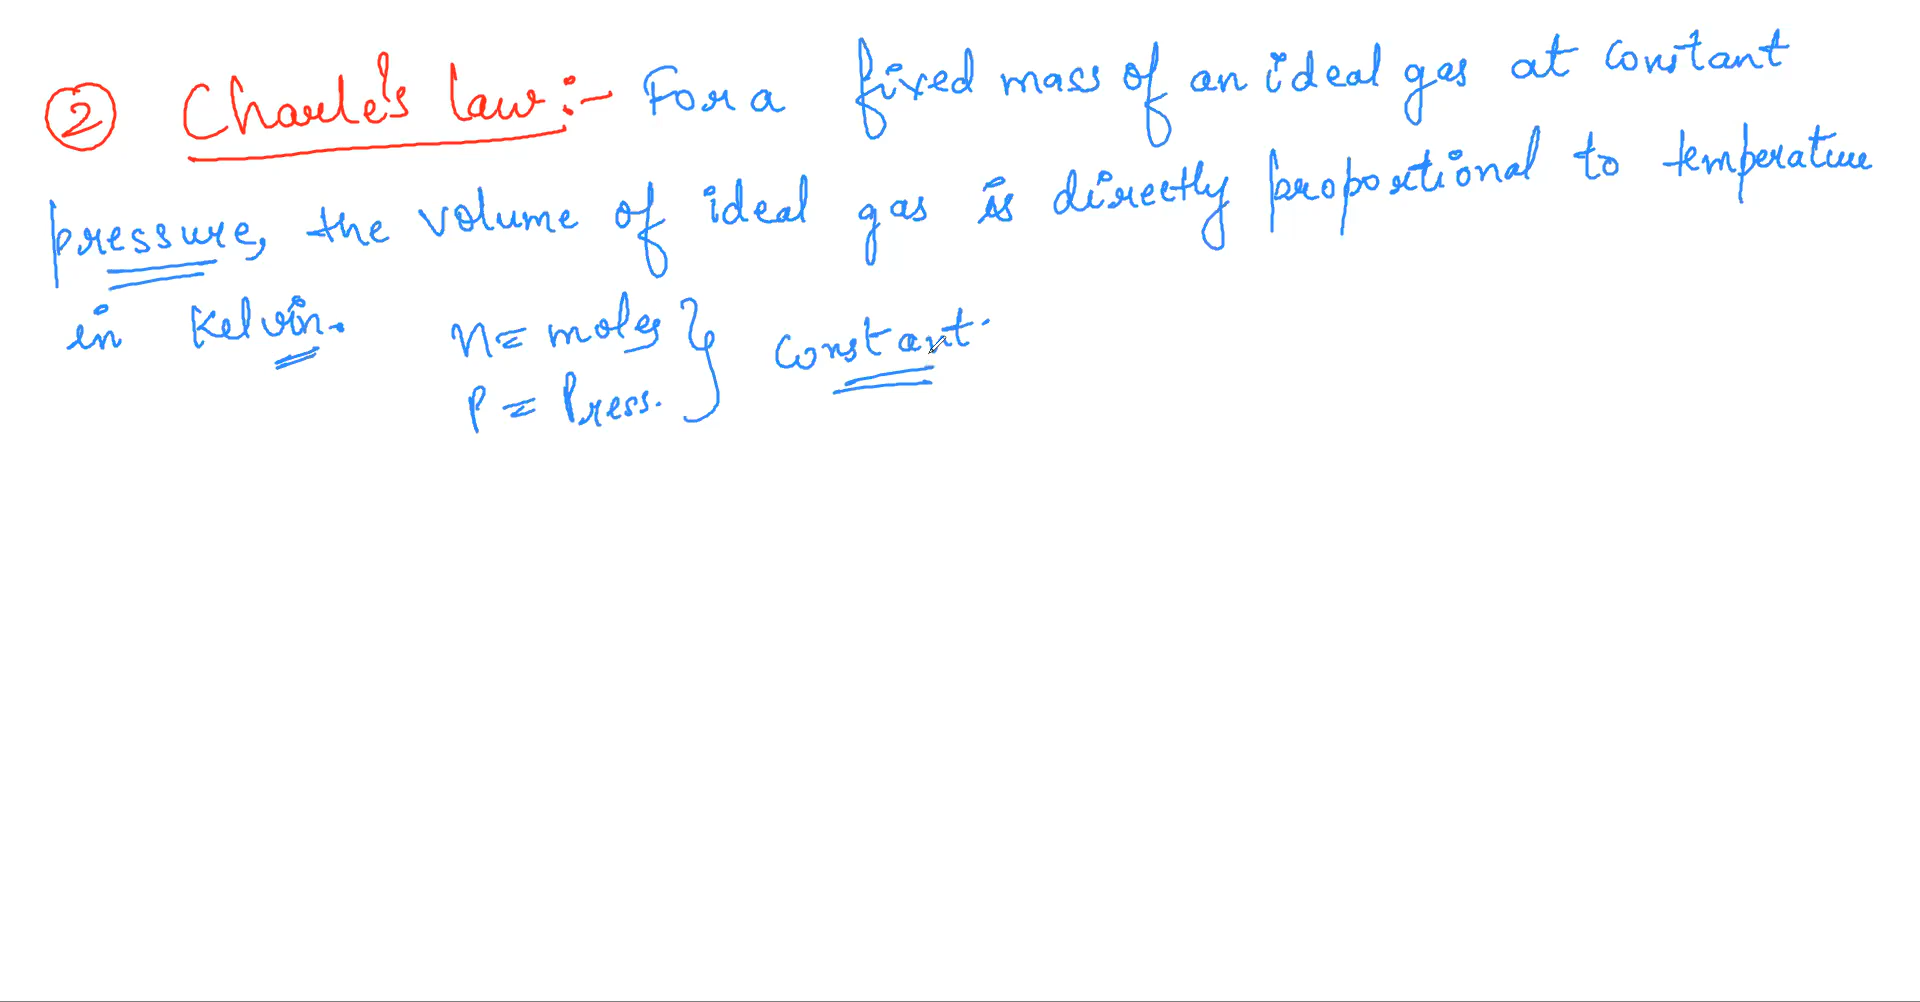 ② Charle's law:- For a fixed mass of an ideal gas at constant
pressure, the volume of ideal gas is directly proportional to temperature
in Kelvin. n = moles } constant.
P = Press.